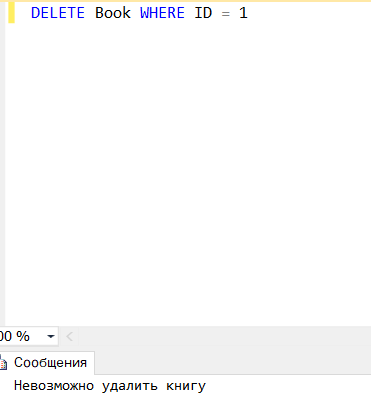 DELETE Book WHERE ID = 1
00 %
Сообщения
Невозможно удалить книгу